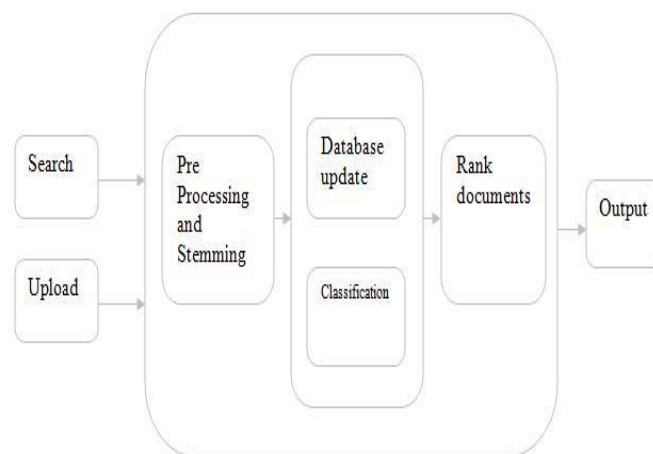 Search
Upload
Pre
Processing
and
Stemming
Database
update
Classification
Rank
documents
Output